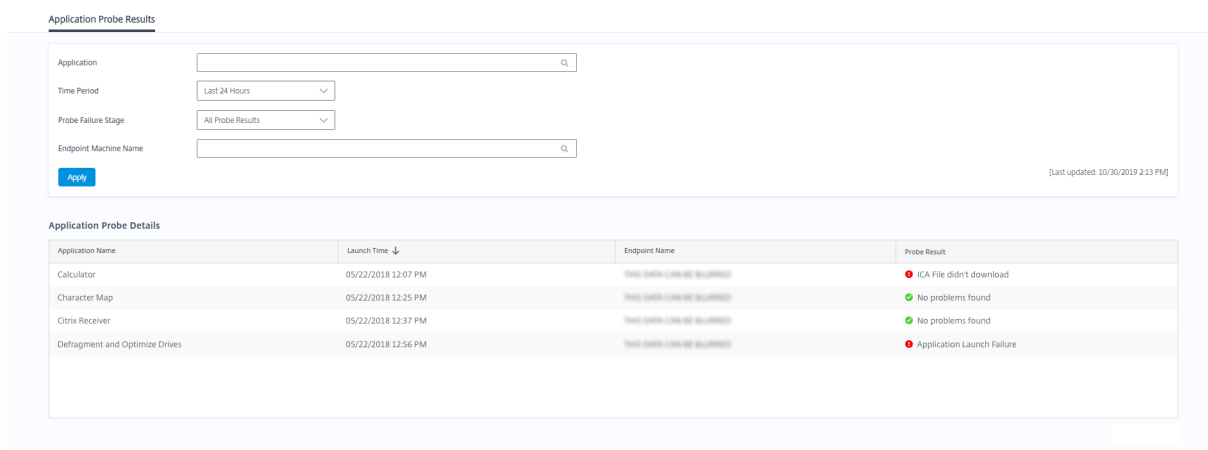 Application Probe Results
Application
Time Period Last 24 Hours
Probe Failure Stage All Probe Results
Endpoint Machine Name
Apply
[Last updated: 10/30/2019 2:13 PM]
Application Probe Details
Application Name Launch Time Endpoint Name Probe Result
Calculator 05/22/2018 12:07 PM ICA File didn't download
Character Map 05/22/2018 12:25 PM No problems found
Citrix Receiver 05/22/2018 12:37 PM No problems found
Defragment and Optimize Drives 05/22/2018 12:56 PM Application Launch Failure